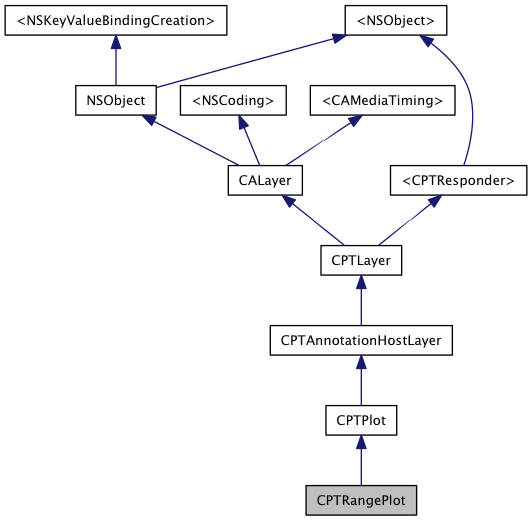 <NSKeyValueBindingCreation>
<NSObject>
NSObject
<NSCoding>
<CAMediaTiming>
CALayer
<CPTResponder>
CPTLayer
CPTAnnotationHostLayer
CPTPlot
CPTRangePlot